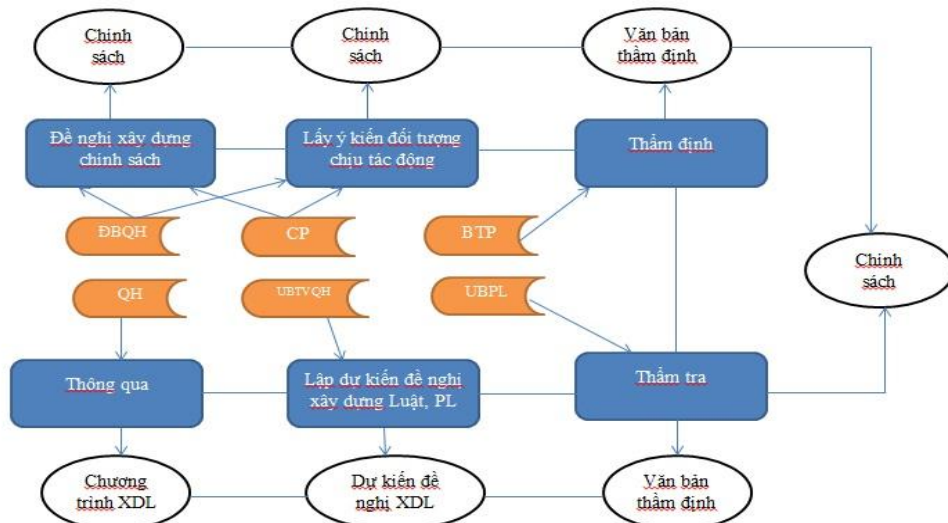 Chính
sách
Chính
sách
Văn bản
thẩm định
Đề nghị xây dựng
chính sách
Lấy ý kiến đối tượng
chịu tác động
Thẩm định
ĐBQH
CP
BTP
Chính
sách
QH
UBTVQH
UBPL
Thông qua
Lập dự kiến đề nghị
xây dựng Luật, PL
Thẩm tra
Chương
trình XDL
Dự kiến đề
nghị XDL
Văn bản
thẩm định